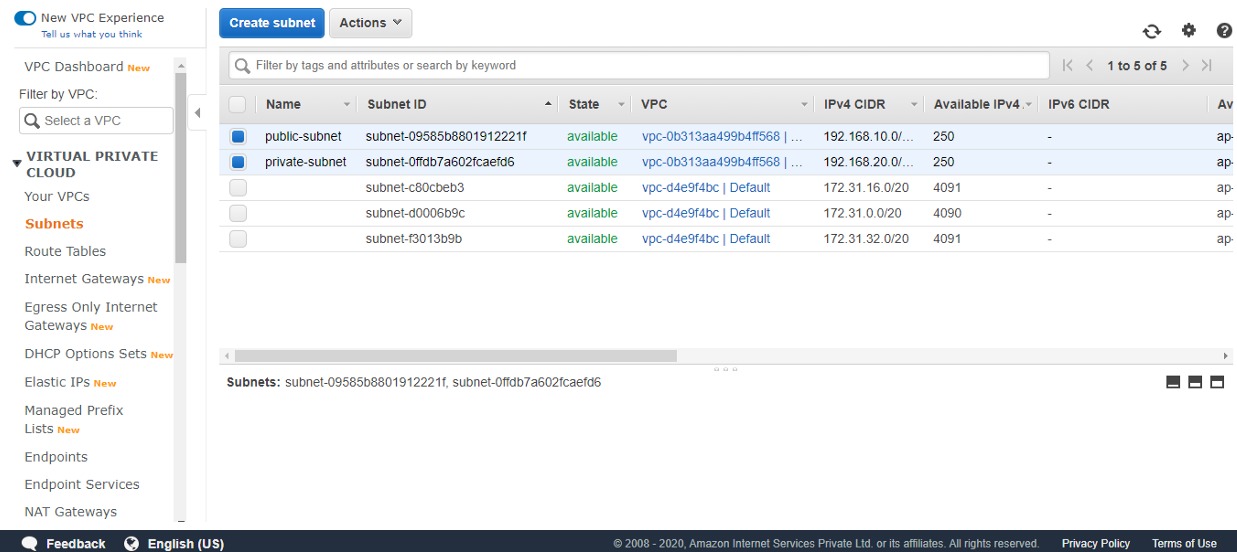 New VPC Experience
Tell us what you think
VPC Dashboard New
Filter by VPC:
Select a VPC
VIRTUAL PRIVATE
CLOUD
Your VPCs
Subnets
Route Tables
Internet Gateways New
Egress Only Internet
Gateways New
DHCP Options Sets New
Elastic IPs New
Managed Prefix
Lists New
Endpoints
Endpoint Services
NAT Gateways
Create subnet Actions
Filter by tags and attributes or search by keyword 1 to 5 of 5
Name Subnet ID State VPC IPv4 CIDR Available IPv4 IPv6 CIDR Av
public-subnet subnet-09585b8801912221f available vpc-0b313aa499b4ff568 | ... 192.168.10.0/... 250 - ap-
private-subnet subnet-0ffdb7a602fcaefd6 available vpc-0b313aa499b4ff568 | ... 192.168.20.0/... 250 - ap-
subnet-c80cbeb3 available vpc-d4e9f4bc | Default 172.31.16.0/20 4091 - ap-
subnet-d0006b9c available vpc-d4e9f4bc | Default 172.31.0.0/20 4090 - ap-
subnet-f3013b9b available vpc-d4e9f4bc | Default 172.31.32.0/20 4091 - ap-
Subnets: subnet-09585b8801912221f, subnet-0ffdb7a602fcaefd6
Feedback English (US) © 2008 - 2020, Amazon Internet Services Private Ltd. or its affiliates. All rights reserved. Privacy Policy Terms of Use